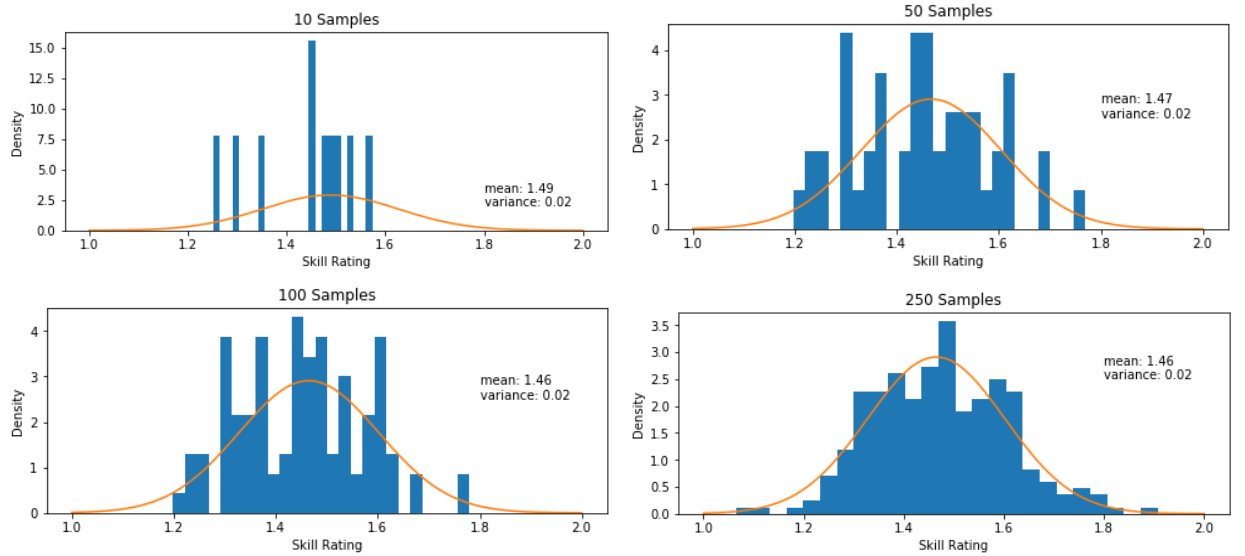 10 Samples
15.0
12.5
10.0
7.5
5.0
2.5
0.0
Density
mean: 1.49
variance: 0.02
1.0 1.2 1.4 1.6 1.8 2.0
Skill Rating
50 Samples
4
3
2
1
0
Density
mean: 1.47
variance: 0.02
1.0 1.2 1.4 1.6 1.8 2.0
Skill Rating
100 Samples
4
3
2
1
0
Density
mean: 1.46
variance: 0.02
1.0 1.2 1.4 1.6 1.8 2.0
Skill Rating
250 Samples
3.5
3.0
2.5
2.0
1.5
1.0
0.5
0.0
Density
mean: 1.46
variance: 0.02
1.0 1.2 1.4 1.6 1.8 2.0
Skill Rating